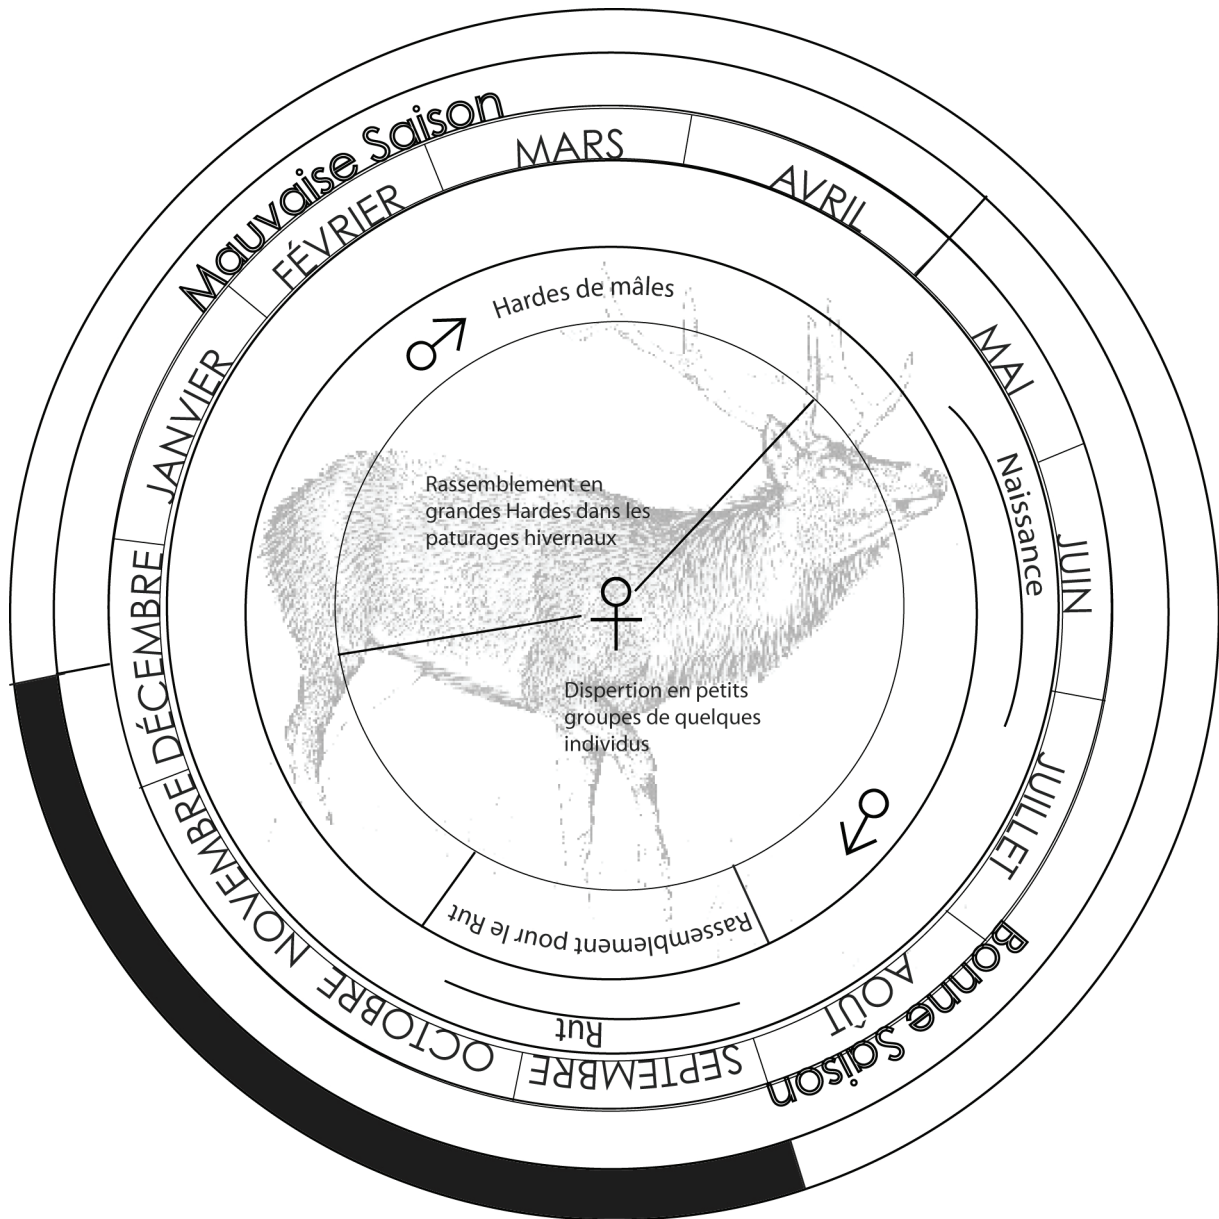 Mauvaise Saison
JANVIER
FÉVRIER
MARS
AVRIL
MAI
JUIN
JUILLET
AOÛT
SEPTEMBRE
OCTOBRE
NOVEMBRE
DÉCEMBRE
Bonne Saison
Hardes de mâles
Naissance
Rassemblement en
grandes Hardes dans les
paturages hivernaux
Dispertion en petits
groupes de quelques
individus
Rassemblement pour le Rut
Rut